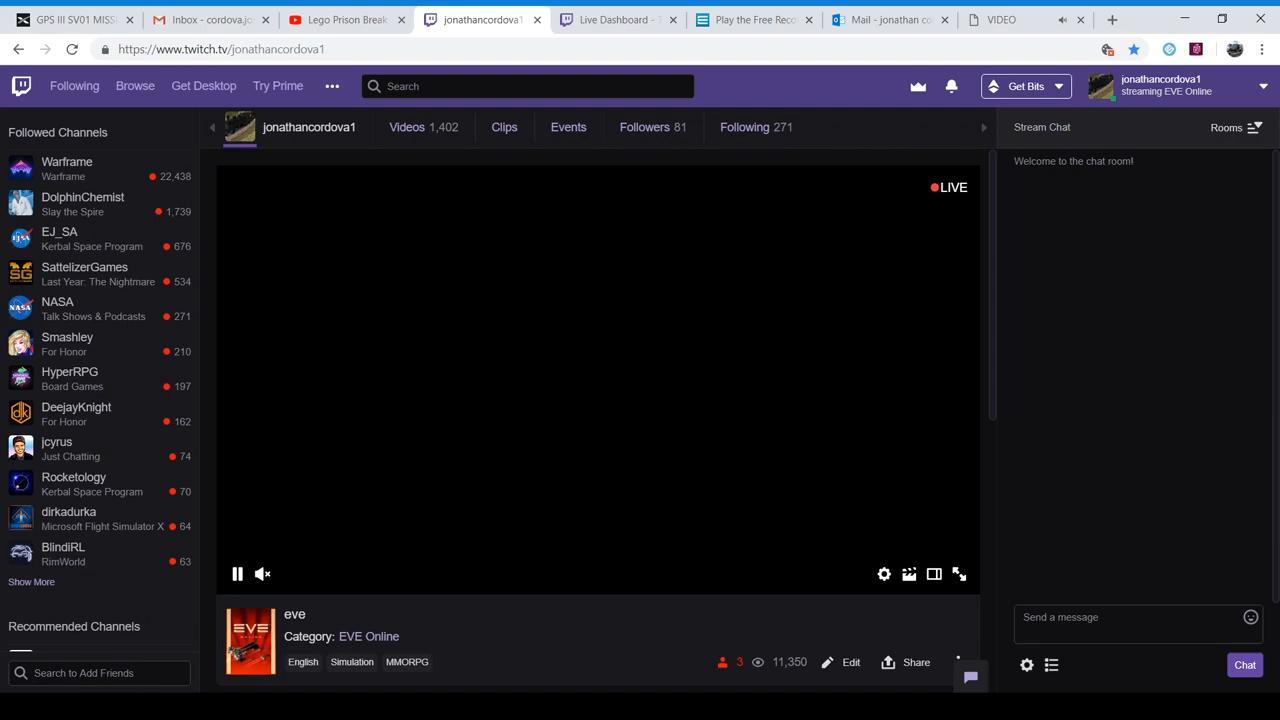 GPS III SV01 MISSI
Inbox - cordova.jo
Lego Prison Break
jonathancordova1
Live Dashboard - T
Play the Free Reco
Mail - jonathan co
VIDEO
https://www.twitch.tv/jonathancordova1
Following
Browse
Get Desktop
Try Prime
Search
Get Bits
jonathancordova1
streaming EVE Online
Followed Channels
Warframe
Warframe 22,438
DolphinChemist
Slay the Spire 1,739
EJ_SA
Kerbal Space Program 676
SattelizerGames
Last Year: The Nightmare 534
NASA
Talk Shows & Podcasts 271
Smashley
For Honor 210
HyperRPG
Board Games 197
DeejayKnight
For Honor 162
jcyrus
Just Chatting 74
Rocketology
Kerbal Space Program 70
dirkadurka
Microsoft Flight Simulator X 64
BlindiRL
RimWorld 63
Show More
Recommended Channels
Search to Add Friends
jonathancordova1
Videos 1,402
Clips
Events
Followers 81
Following 271
LIVE
EVE
eve
Category: EVE Online
English
Simulation
MMORPG
3
11,350
Edit
Share
Stream Chat
Rooms
Welcome to the chat room!
Send a message
Chat